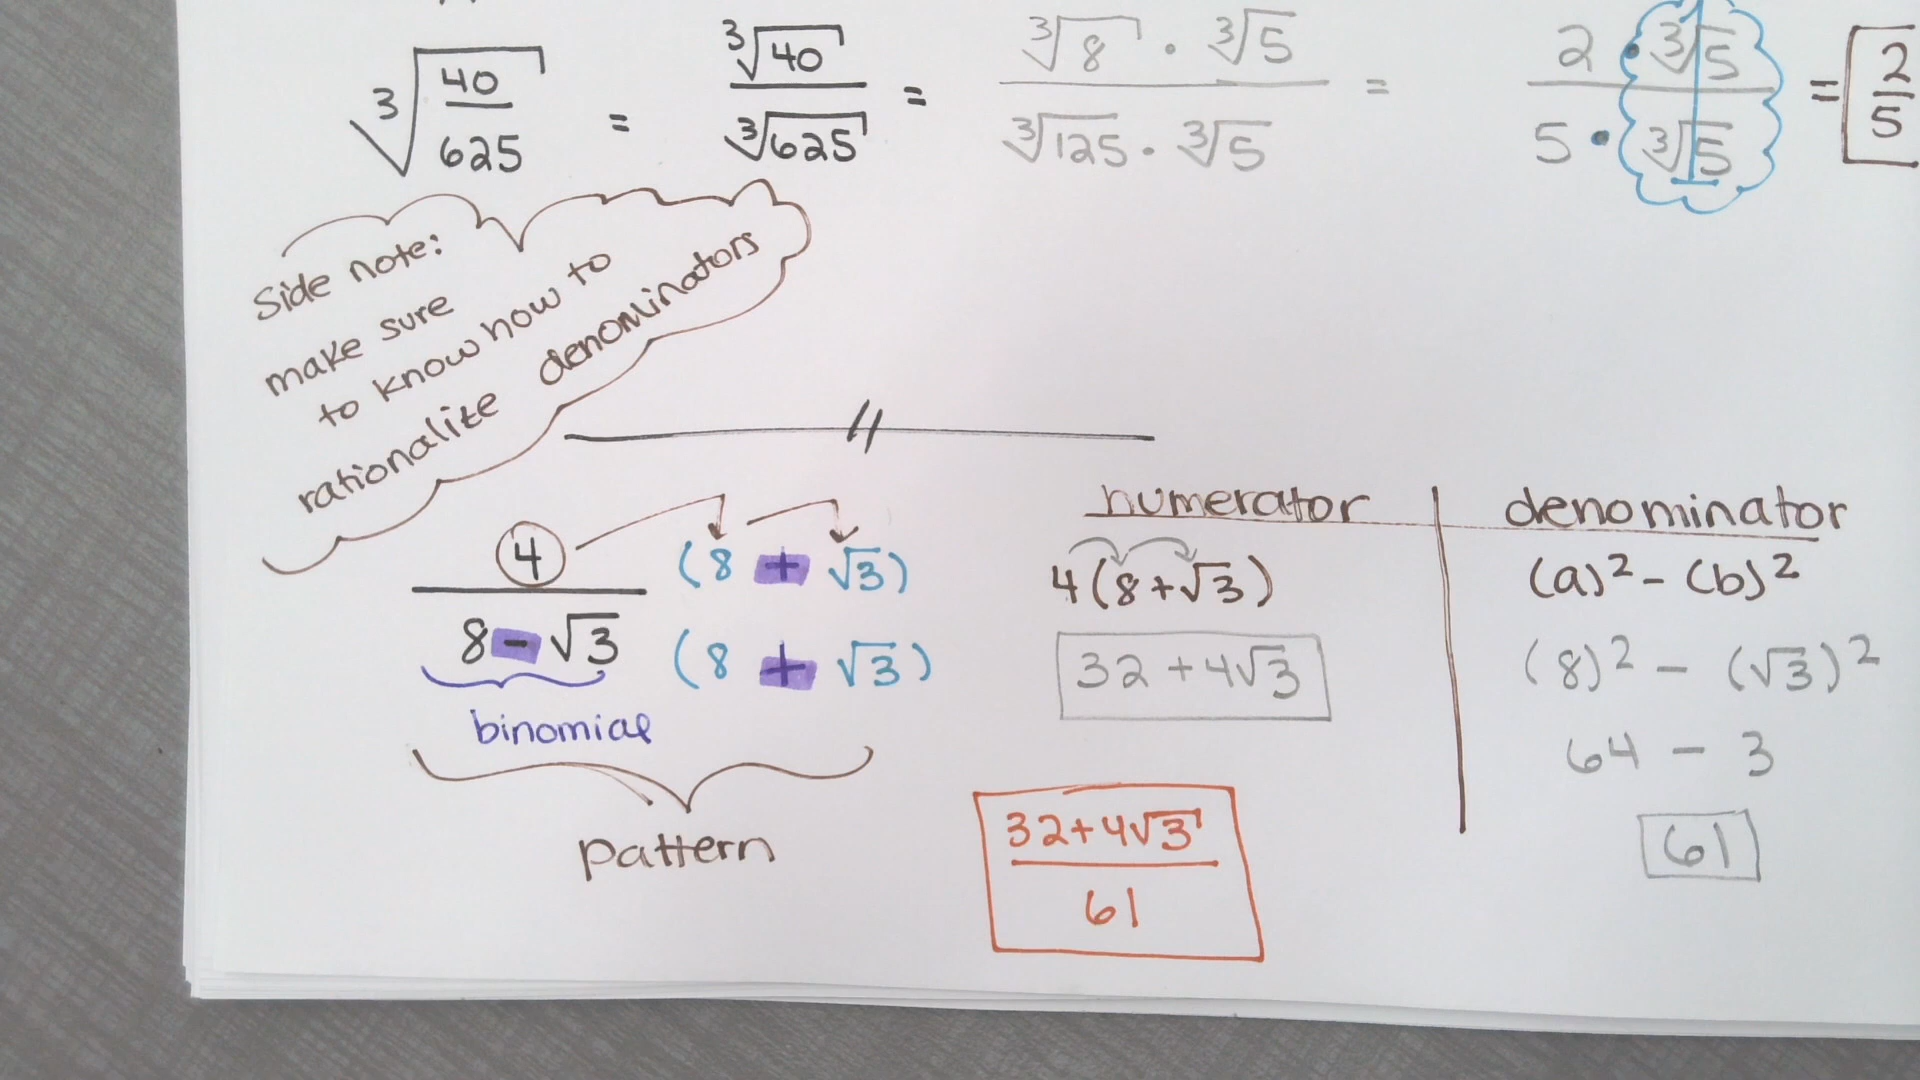 ∛(40/625) = ∛40/∛625 = (∛8 · ∛5)/(∛125 · ∛5) = (2 · ∛5)/(5 · ∛5) = 2/5
Side note:
make sure
to know how to
rationalize denominators
4/(8 - √3) (8 + √3)/(8 + √3)
binomial
pattern
numerator
4(8+√3)
32 + 4√3
denominator
(a)² - (b)²
(8)² - (√3)²
64 - 3
61
(32+4√3)/61